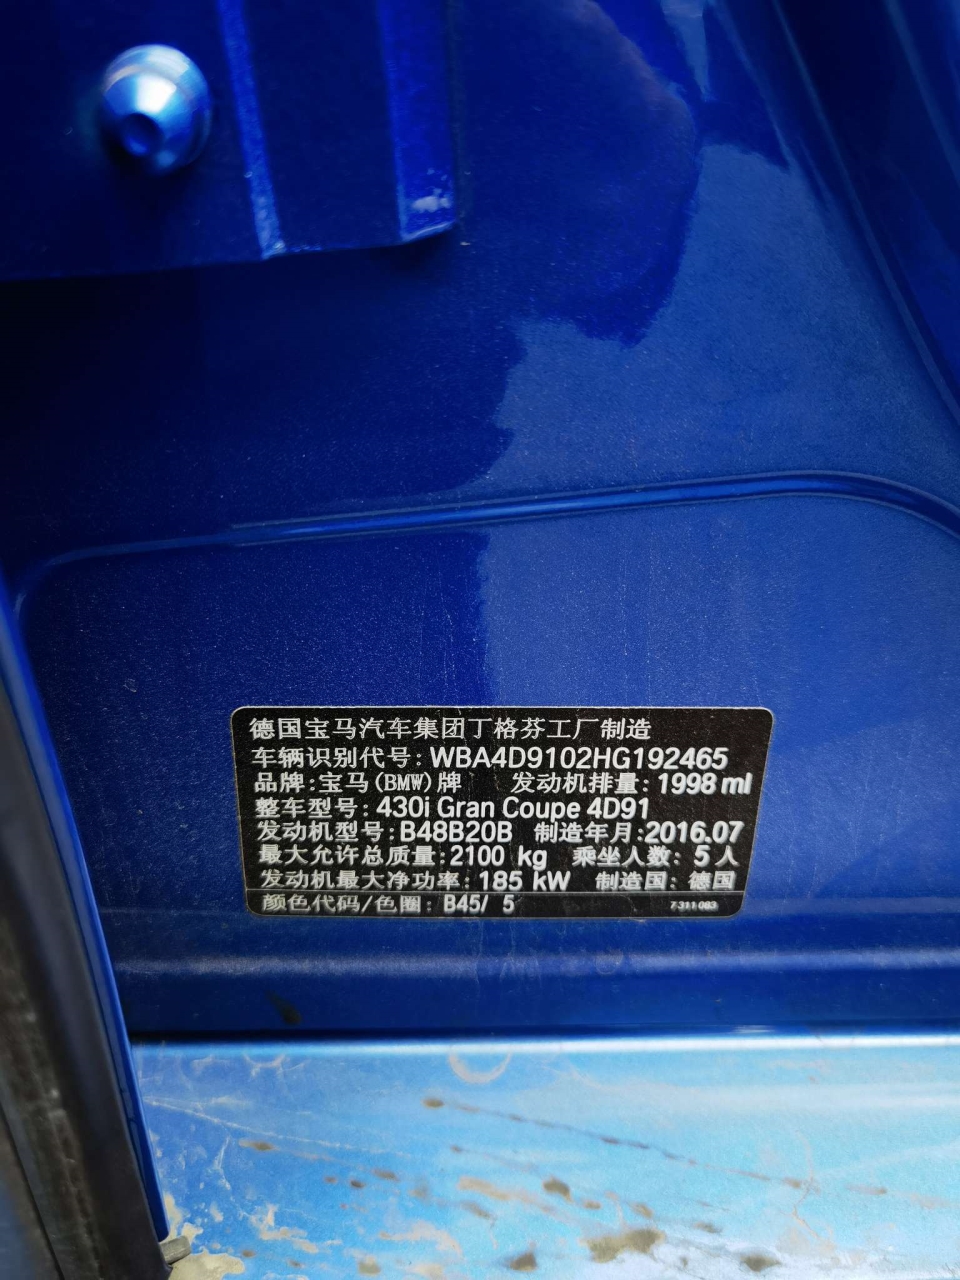 德国宝马汽车集团丁格芬工厂制造
车辆识别代号: WBA4D9102HG192465
品牌:宝马(BMW)牌 发动机排量: 1998 ml
整车型号: 430i Gran Coupe 4D91
发动机型号: B48B20B 制造年月:2016.07
最大允许总质量: 2100 kg 乘坐人数: 5人
发动机最大净功率: 185 kW 制造国: 德国
颜色代码/色圈: B45/ 5 7 311 083